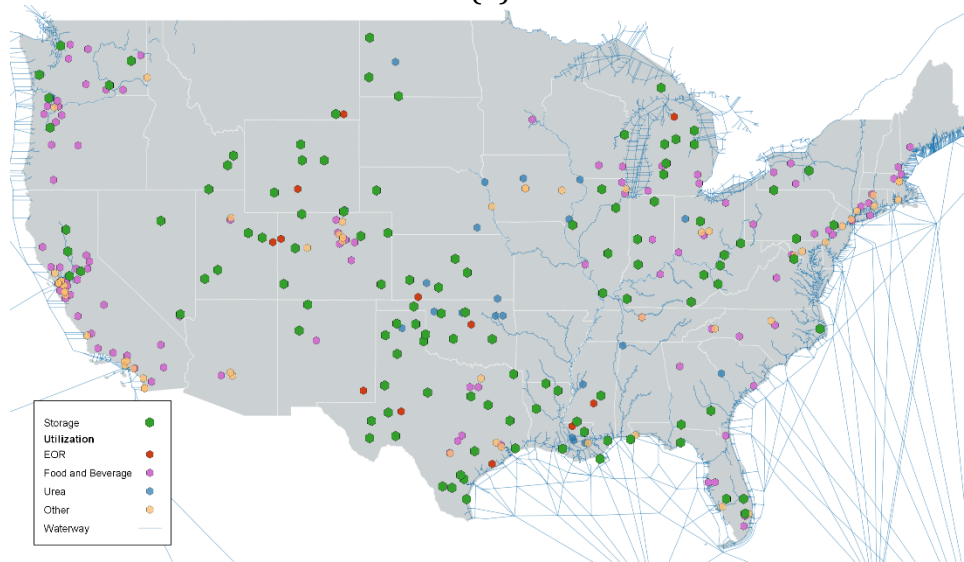 Storage
Utilization
EOR
Food and Beverage
Urea
Other
Waterway